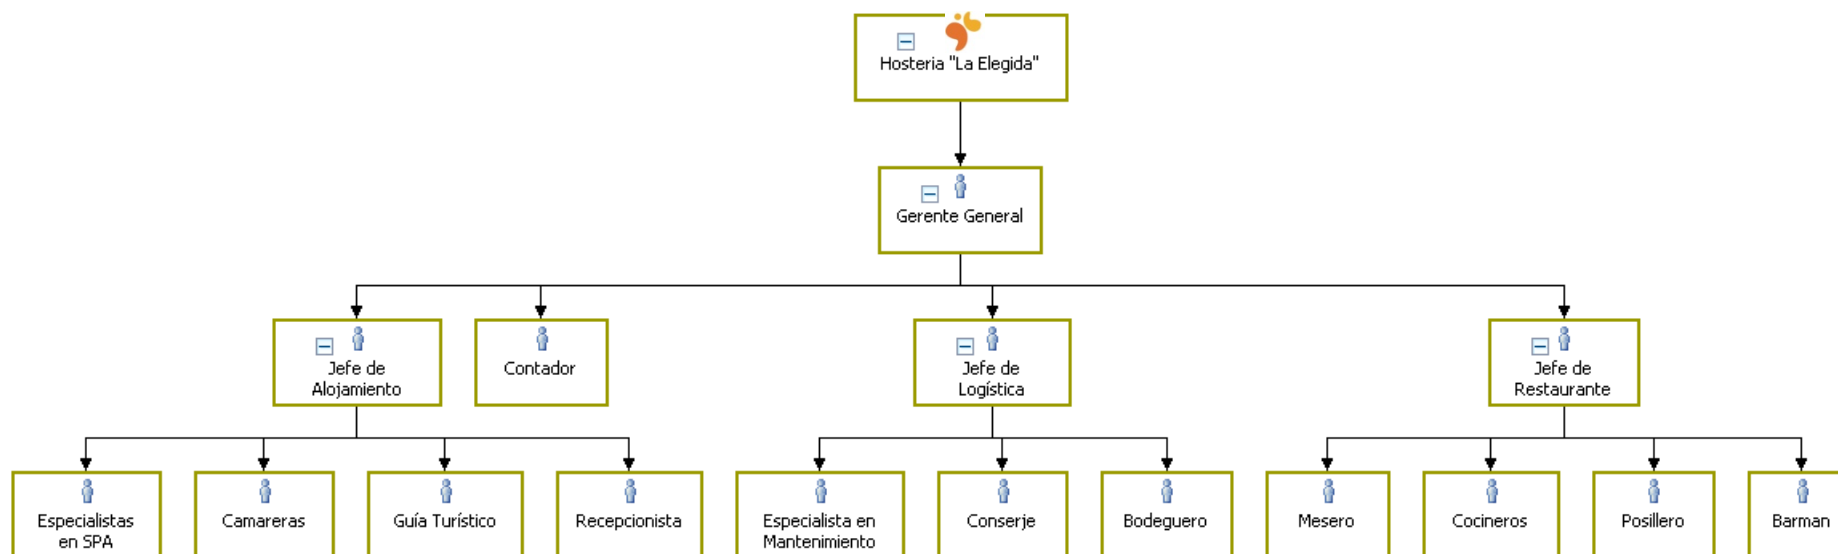 Hosteria "La Elegida"
Gerente General
Jefe de
Alojamiento
Contador
Jefe de
Logística
Jefe de
Restaurante
Especialistas
en SPA
Camareras
Guía Turístico
Recepcionista
Especialista en
Mantenimiento
Conserje
Bodeguero
Mesero
Cocineros
Posillero
Barman